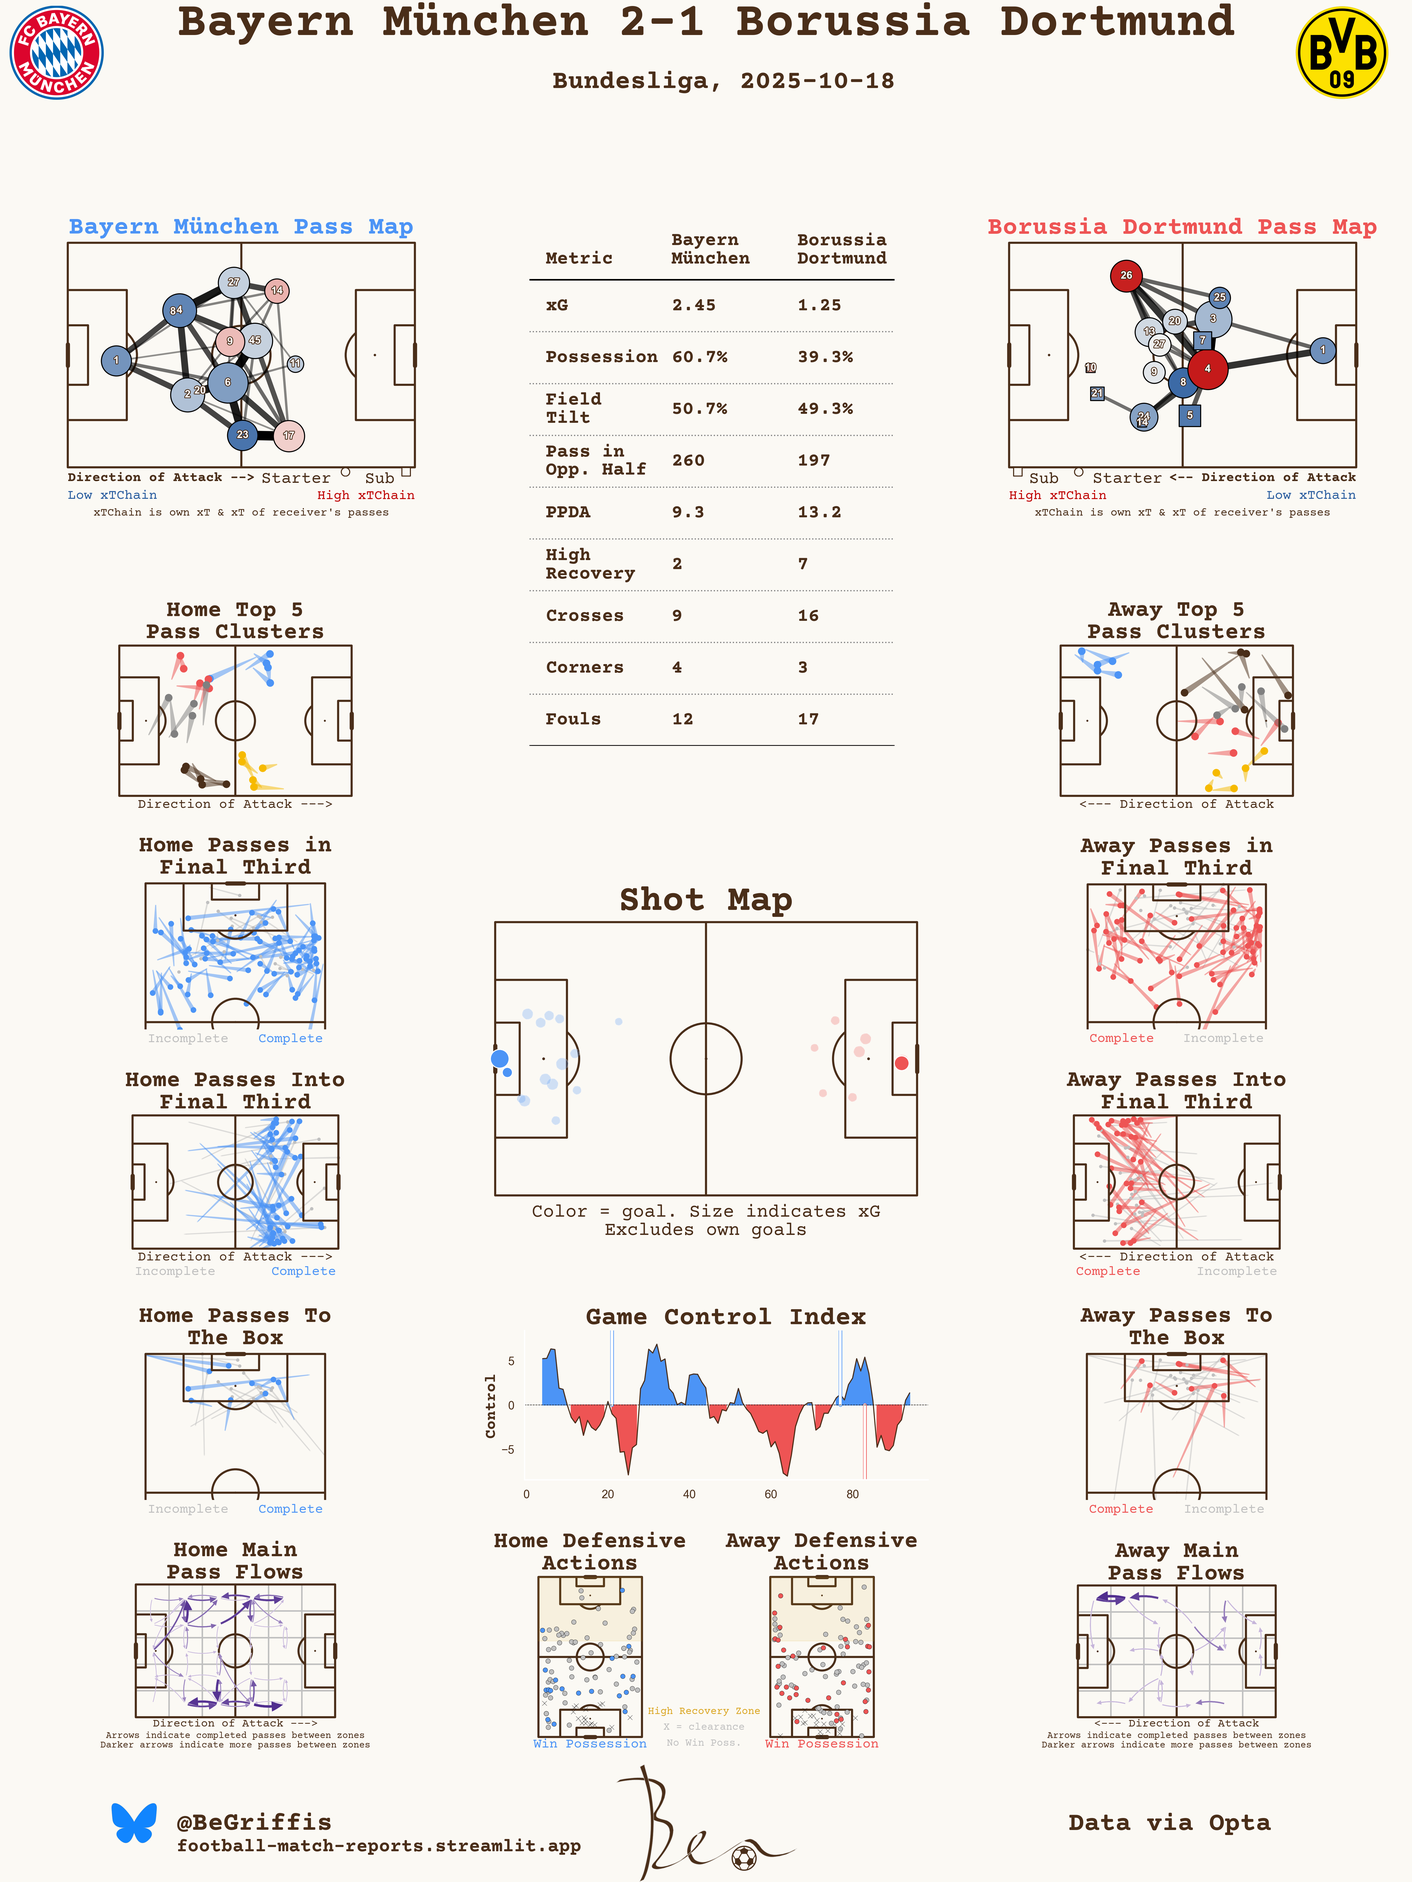 Bayern München 2-1 Borussia Dortmund
Bundesliga, 2025-10-18
FC BAYERN
MÜNCHEN
BVB
09
Bayern München Pass Map
27
14
84
9
45
1
11
6
2
20
23
17
Direction of Attack --> Starter Sub
Low xTChain High xTChain
xTChain is own xT & xT of receiver's passes
Metric Bayern München Borussia Dortmund
xG 2.45 1.25
Possession 60.7% 39.3%
Field Tilt 50.7% 49.3%
Pass in Opp. Half 260 197
PPDA 9.3 13.2
High Recovery 2 7
Crosses 9 16
Corners 4 3
Fouls 12 17
Borussia Dortmund Pass Map
26
25
3
20
13
27
7
1
10
9
4
8
21
24
14
5
Sub Starter <-- Direction of Attack
High xTChain Low xTChain
xTChain is own xT & xT of receiver's passes
Home Top 5
Pass Clusters
Direction of Attack --->
Away Top 5
Pass Clusters
<--- Direction of Attack
Home Passes in
Final Third
Incomplete Complete
Away Passes in
Final Third
Complete Incomplete
Shot Map
Color = goal. Size indicates xG
Excludes own goals
Home Passes Into
Final Third
Direction of Attack --->
Incomplete Complete
Away Passes Into
Final Third
<--- Direction of Attack
Complete Incomplete
Home Passes To
The Box
Incomplete Complete
Game Control Index
Control
5
0
−5
0 20 40 60 80
Away Passes To
The Box
Complete Incomplete
Home Main
Pass Flows
Direction of Attack --->
Arrows indicate completed passes between zones
Darker arrows indicate more passes between zones
Home Defensive
Actions
Win Possession
Away Defensive
Actions
Win Possession
High Recovery Zone
X = clearance
No Win Poss.
Away Main
Pass Flows
<--- Direction of Attack
Arrows indicate completed passes between zones
Darker arrows indicate more passes between zones
@BeGriffis
football-match-reports.streamlit.app
Ben
Data via Opta